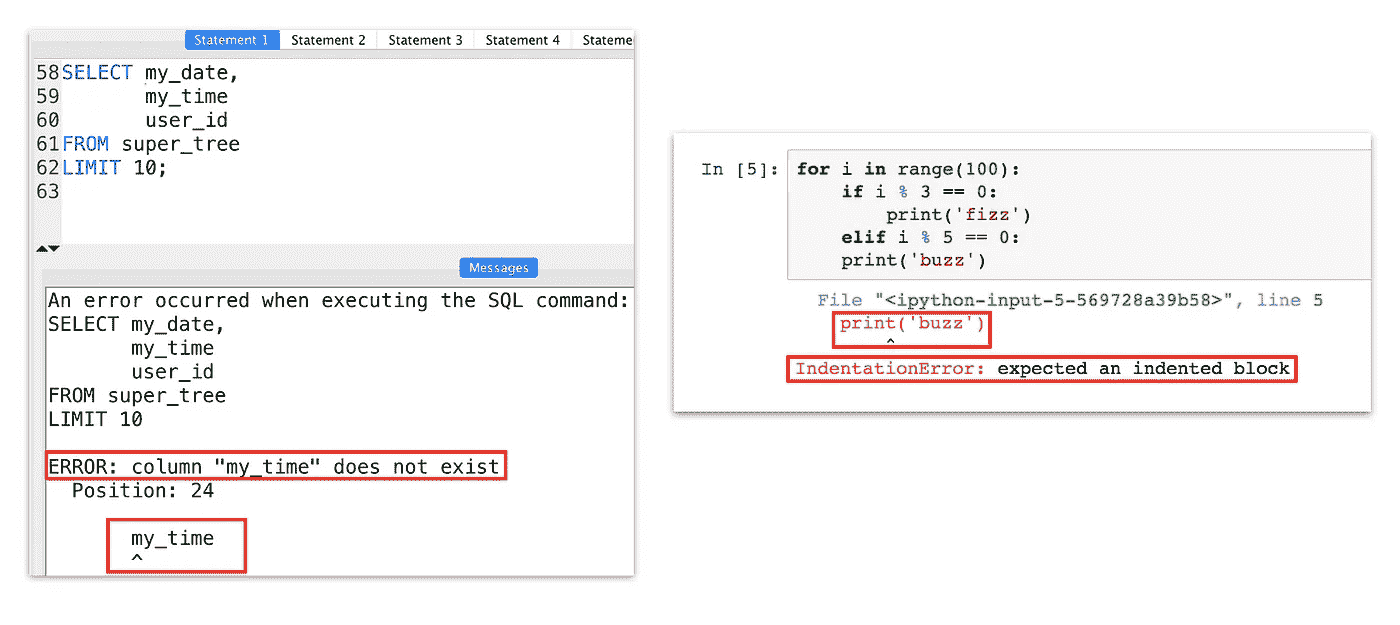 Statement 1 Statement 2 Statement 3 Statement 4 Stateme
58 SELECT my_date,
59 my_time
60 user_id
61 FROM super_tree
62 LIMIT 10;
63
Messages
An error occurred when executing the SQL command:
SELECT my_date,
my_time
user_id
FROM super_tree
LIMIT 10
ERROR: column "my_time" does not exist
Position: 24
my_time
^
In [5]: for i in range(100):
if i % 3 == 0:
print('fizz')
elif i % 5 == 0:
print('buzz')
File "<ipython-input-5-569728a39b58>", line 5
print('buzz')
^
IndentationError: expected an indented block